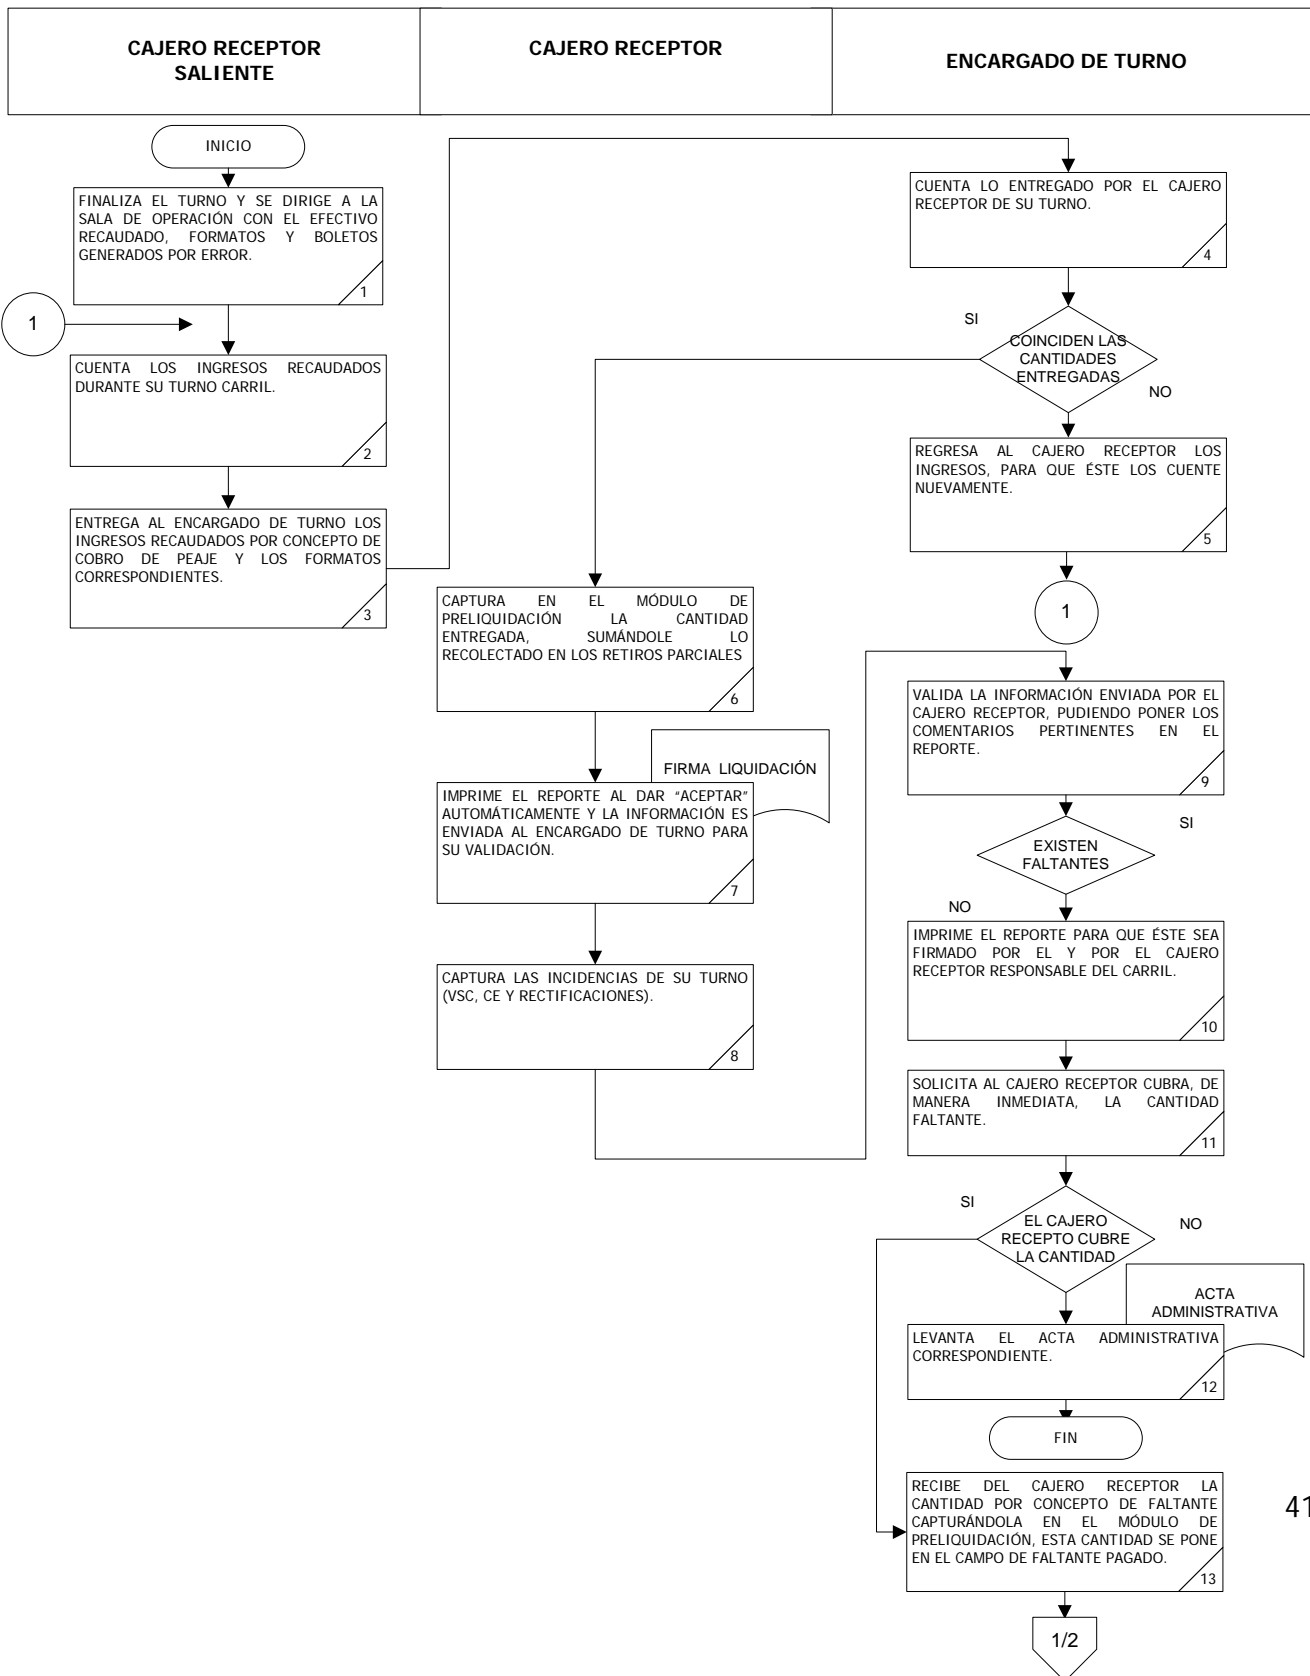 CAJERO RECEPTOR
SALIENTE
CAJERO RECEPTOR
ENCARGADO DE TURNO
INICIO
FINALIZA EL TURNO Y SE DIRIGE A LA
SALA DE OPERACIÓN CON EL EFECTIVO
RECAUDADO, FORMATOS Y BOLETOS
GENERADOS POR ERROR.
1
1
CUENTA LOS INGRESOS RECAUDADOS
DURANTE SU TURNO CARRIL.
2
ENTREGA AL ENCARGADO DE TURNO LOS
INGRESOS RECAUDADOS POR CONCEPTO DE
COBRO DE PEAJE Y LOS FORMATOS
CORRESPONDIENTES.
3
CUENTA LO ENTREGADO POR EL CAJERO
RECEPTOR DE SU TURNO.
4
SI
COINCIDEN LAS
CANTIDADES
ENTREGADAS
NO
REGRESA AL CAJERO RECEPTOR LOS
INGRESOS, PARA QUE ÉSTE LOS CUENTE
NUEVAMENTE.
5
1
CAPTURA EN EL MÓDULO DE
PRELIQUIDACIÓN LA CANTIDAD
ENTREGADA, SUMÁNDOLE LO
RECOLECTADO EN LOS RETIROS PARCIALES
6
FIRMA LIQUIDACIÓN
IMPRIME EL REPORTE AL DAR “ACEPTAR”
AUTOMÁTICAMENTE Y LA INFORMACIÓN ES
ENVIADA AL ENCARGADO DE TURNO PARA
SU VALIDACIÓN.
7
CAPTURA LAS INCIDENCIAS DE SU TURNO
(VSC, CE Y RECTIFICACIONES).
8
VALIDA LA INFORMACIÓN ENVIADA POR EL
CAJERO RECEPTOR, PUDIENDO PONER LOS
COMENTARIOS PERTINENTES EN EL
REPORTE.
9
SI
EXISTEN
FALTANTES
NO
IMPRIME EL REPORTE PARA QUE ÉSTE SEA
FIRMADO POR EL Y POR EL CAJERO
RECEPTOR RESPONSABLE DEL CARRIL.
10
SOLICITA AL CAJERO RECEPTOR CUBRA, DE
MANERA INMEDIATA, LA CANTIDAD
FALTANTE.
11
SI
EL CAJERO
RECEPTO CUBRE
LA CANTIDAD
NO
ACTA
ADMINISTRATIVA
LEVANTA EL ACTA ADMINISTRATIVA
CORRESPONDIENTE.
12
FIN
RECIBE DEL CAJERO RECEPTOR LA
CANTIDAD POR CONCEPTO DE FALTANTE
CAPTURÁNDOLA EN EL MÓDULO DE
PRELIQUIDACIÓN, ESTA CANTIDAD SE PONE
EN EL CAMPO DE FALTANTE PAGADO.
13
41
1/2